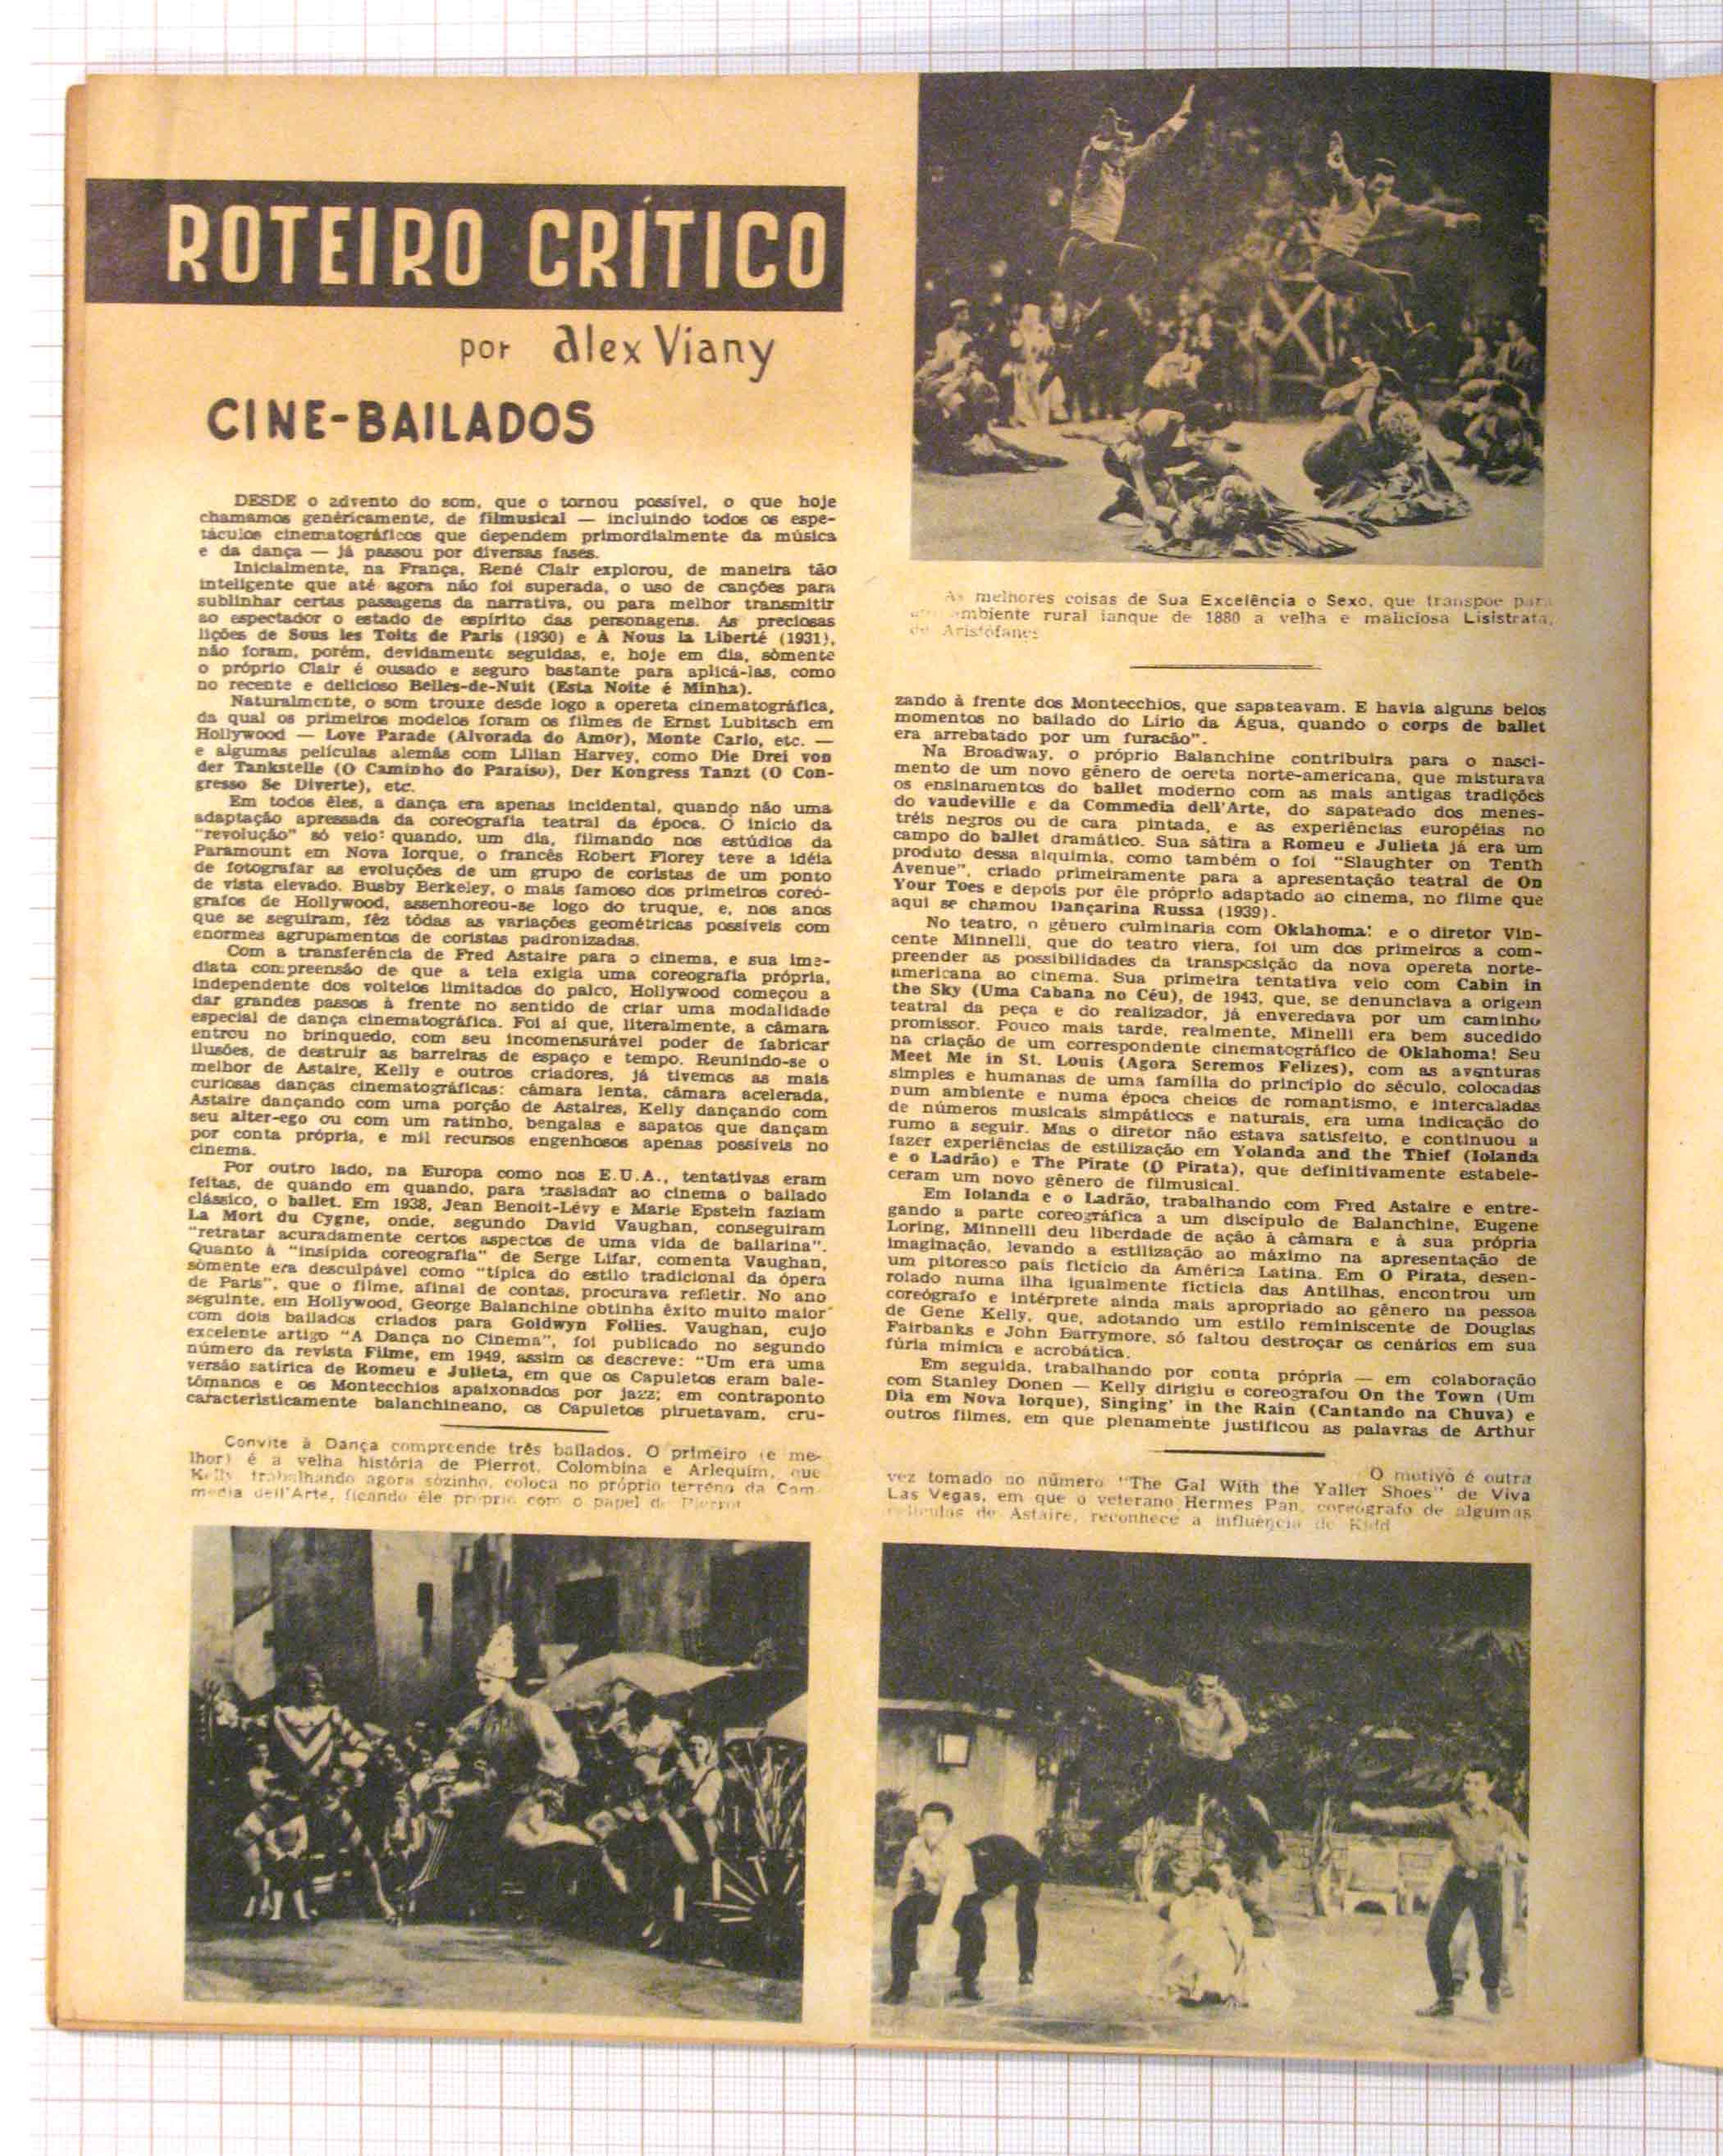 ROTEIRO CRÍTICO
por alex Viany
CINE-BAILADOS
DESDE o advento do som, que o tornou possível, o que hoje
chamamos genèricamente, de filmusical — incluindo todos os espe-
táculos cinematográficos que dependem primordialmente da música
e da dança — já passou por diversas fases.
Inicialmente, na França, René Clair explorou, de maneira tão
inteligente que até agora não foi superada, o uso de canções para
sublinhar certas passagens da narrativa, ou para melhor transmitir
ao espectador o estado de espírito das personagens. As preciosas
lições de Sous les Toits de Paris (1930) e À Nous la Liberté (1931),
não foram, porém, devidamente seguidas, e, hoje em dia, sòmente
o próprio Clair é ousado e seguro bastante para aplicá-las, como
no recente e delicioso Belles-de-Nuit (Esta Noite é Minha).
Naturalmente, o som trouxe desde logo a opereta cinematográfica,
da qual os primeiros modelos foram os filmes de Ernst Lubitsch em
Hollywood — Love Parade (Alvorada do Amor), Monte Carlo, etc. —
e algumas películas alemãs com Lilian Harvey, como Die Drei von
der Tankstelle (O Caminho do Paraíso), Der Kongress Tanzt (O Con-
gresso Se Diverte), etc.
Em todos êles, a dança era apenas incidental, quando não uma
adaptação apressada da coreografia teatral da época. O início da
"revolução" só veio: quando, um dia, filmando nos estúdios da
Paramount em Nova Iorque, o francês Robert Florey teve a idéia
de fotografar as evoluções de um grupo de coristas de um ponto
de vista elevado. Busby Berkeley, o mais famoso dos primeiros coreó-
grafos de Hollywood, assenhoreou-se logo do truque, e, nos anos
que se seguiram, fêz tôdas as variações geométricas possíveis com
enormes agrupamentos de coristas padronizadas.
Com a transferência de Fred Astaire para o cinema, e sua ime-
diata compreensão de que a tela exigia uma coreografia própria,
independente dos volteios limitados do palco, Hollywood começou a
dar grandes passos à frente no sentido de criar uma modalidade
especial de dança cinematográfica. Foi aí que, literalmente, a câmara
entrou no brinquedo, com seu incomensurável poder de fabricar
ilusões, de destruir as barreiras de espaço e tempo. Reunindo-se o
melhor de Astaire, Kelly e outros criadores, já tivemos as mais
curiosas danças cinematográficas: câmara lenta, câmara acelerada,
Astaire dançando com uma porção de Astaires, Kelly dançando com
seu alter-ego ou com um ratinho, bengalas e sapatos que dançam
por conta própria, e mil recursos engenhosos apenas possíveis no
cinema.
Por outro lado, na Europa como nos E.U.A., tentativas eram
feitas, de quando em quando, para trasladar ao cinema o bailado
clássico, o ballet. Em 1938, Jean Benoit-Lévy e Marie Epstein faziam
La Mort du Cygne, onde, segundo David Vaughan, conseguiram
"retratar acuradamente certos aspectos de uma vida de bailarina".
Quanto à "insípida coreografia" de Serge Lifar, comenta Vaughan,
sòmente era desculpável como "típica do estilo tradicional da ópera
de Paris", que o filme, afinal de contas, procurava refletir. No ano
seguinte, em Hollywood, George Balanchine obtinha êxito muito maior
com dois bailados criados para Goldwyn Follies. Vaughan, cujo
excelente artigo "A Dança no Cinema", foi publicado no segundo
número da revista Filme, em 1949, assim os descreve: "Um era uma
versão satírica de Romeu e Julieta, em que os Capuletos eram bale-
tômanos e os Montecchios apaixonados por jazz; em contraponto
caracteristicamente balanchineano, os Capuletos piruetavam, cru-
Convite à Dança compreende três bailados. O primeiro (e me-
lhor) é a velha história de Pierrot, Colombina e Arlequim, que
Kelly, trabalhando agora sòzinho, coloca no próprio terreno da Com
media dell'Arte, ficando êle próprio com o papel de Pierrot
As melhores coisas de Sua Excelência o Sexo, que transpõe para
ambiente rural ianque de 1880 a velha e maliciosa Lisístrata,
de Aristófanes
zando à frente dos Montecchios, que sapateavam. E havia alguns belos
momentos no bailado do Lírio da Água, quando o corps de ballet
era arrebatado por um furacão".
Na Broadway, o próprio Balanchine contribuíra para o nasci-
mento de um novo gênero de oereta norte-americana, que misturava
os ensinamentos do ballet moderno com as mais antigas tradições
do vaudeville e da Commedia dell'Arte, do sapateado dos menes-
tréis negros ou de cara pintada, e as experiências européias no
campo do ballet dramático. Sua sátira a Romeu e Julieta já era um
produto dessa alquimia, como também o foi "Slaughter on Tenth
Avenue", criado primeiramente para a apresentação teatral de On
Your Toes e depois por êle próprio adaptado ao cinema, no filme que
aqui se chamou Dançarina Russa (1939).
No teatro, o gênero culminaria com Oklahoma! e o diretor Vin-
cente Minnelli, que do teatro viera, foi um dos primeiros a com-
preender as possibilidades da transposição da nova opereta norte-
americana ao cinema. Sua primeira tentativa veio com Cabin in
the Sky (Uma Cabana no Céu), de 1943, que, se denunciava a origem
teatral da peça e do realizador, já enveredava por um caminho
promissor. Pouco mais tarde, realmente, Minelli era bem sucedido
na criação de um correspondente cinematográfico de Oklahoma! Seu
Meet Me in St. Louis (Agora Seremos Felizes), com as aventuras
simples e humanas de uma família do princípio do século, colocadas
num ambiente e numa época cheios de romantismo, e intercaladas
de números musicais simpáticos e naturais, era uma indicação do
rumo a seguir. Mas o diretor não estava satisfeito, e continuou a
fazer experiências de estilização em Yolanda and the Thief (Iolanda
e o Ladrão) e The Pirate (O Pirata), que definitivamente estabele-
ceram um novo gênero de filmusical.
Em Iolanda e o Ladrão, trabalhando com Fred Astaire e entre-
gando a parte coreográfica a um discípulo de Balanchine, Eugene
Loring, Minnelli deu liberdade de ação à câmara e à sua própria
imaginação, levando a estilização ao máximo na apresentação de
um pitoresco país fictício da América Latina. Em O Pirata, desen-
rolado numa ilha igualmente fictícia das Antilhas, encontrou um
coreógrafo e intérprete ainda mais apropriado ao gênero na pessoa
de Gene Kelly, que, adotando um estilo reminiscente de Douglas
Fairbanks e John Barrymore, só faltou destroçar os cenários em sua
fúria mímica e acrobática.
Em seguida, trabalhando por conta própria — em colaboração
com Stanley Donen — Kelly dirigiu e coreografou On the Town (Um
Dia em Nova Iorque), Singing' in the Rain (Cantando na Chuva) e
outros filmes, em que plenamente justificou as palavras de Arthur
O motivo é outra
vez tomado no número "The Gal With the Yaller Shoes" de Viva
Las Vegas, em que o veterano Hermes Pan, coreógrafo de algumas
películas de Astaire, reconhece a influência de Kidd